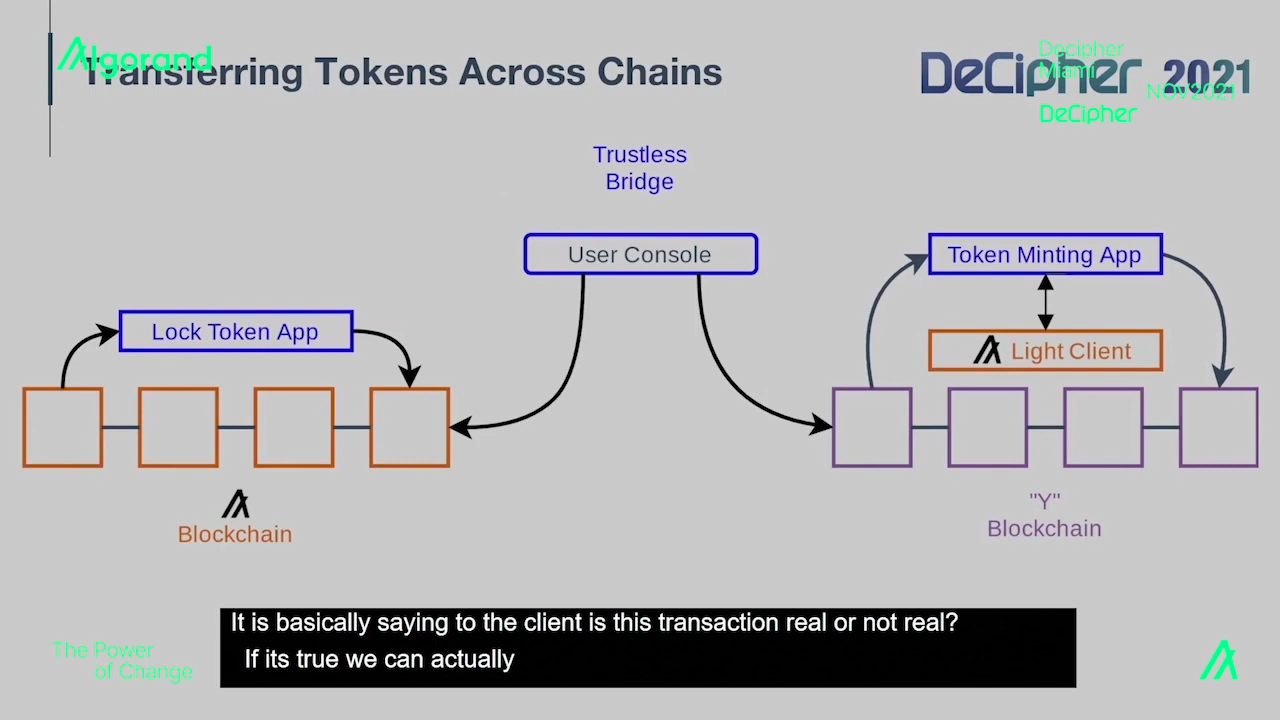 Algorand
Transferring Tokens Across Chains
DeCipher 2021
Decipher
Miami
NOV2021
DeCipher
Trustless
Bridge
User Console
Token Minting App
Light Client
Lock Token App
Blockchain
"Y"
Blockchain
It is basically saying to the client is this transaction real or not real?
If its true we can actually
The Power
of Change